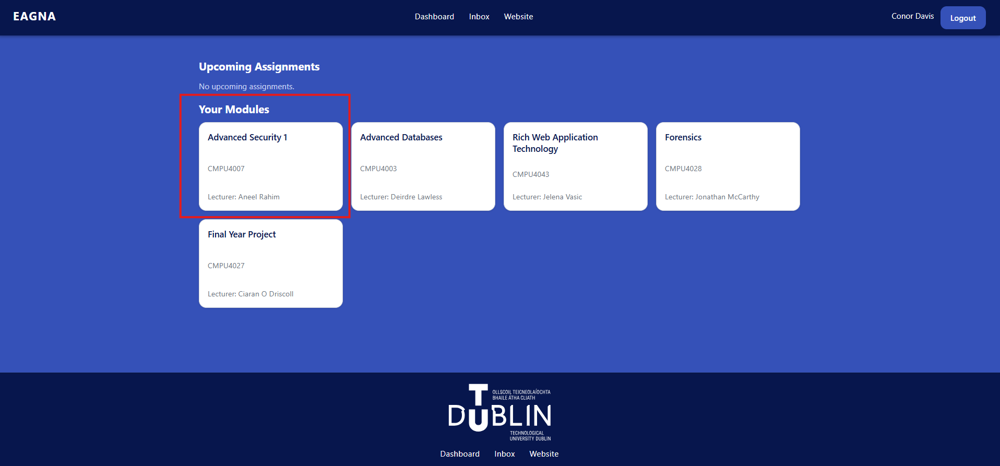 EAGNA
Dashboard Inbox Website
Conor Davis Logout
Upcoming Assignments
No upcoming assignments.
Your Modules
Advanced Security 1
CMPU4007
Lecturer: Aneel Rahim
Advanced Databases
CMPU4003
Lecturer: Deirdre Lawless
Rich Web Application
Technology
CMPU4043
Lecturer: Jelena Vasic
Forensics
CMPU4028
Lecturer: Jonathan McCarthy
Final Year Project
CMPU4027
Lecturer: Ciaran O Driscoll
OLLSCOIL TEICNEOLAÍOCHTA
BHAILE ÁTHA CLIATH
TU DUBLIN
TECHNOLOGICAL
UNIVERSITY DUBLIN
Dashboard Inbox Website